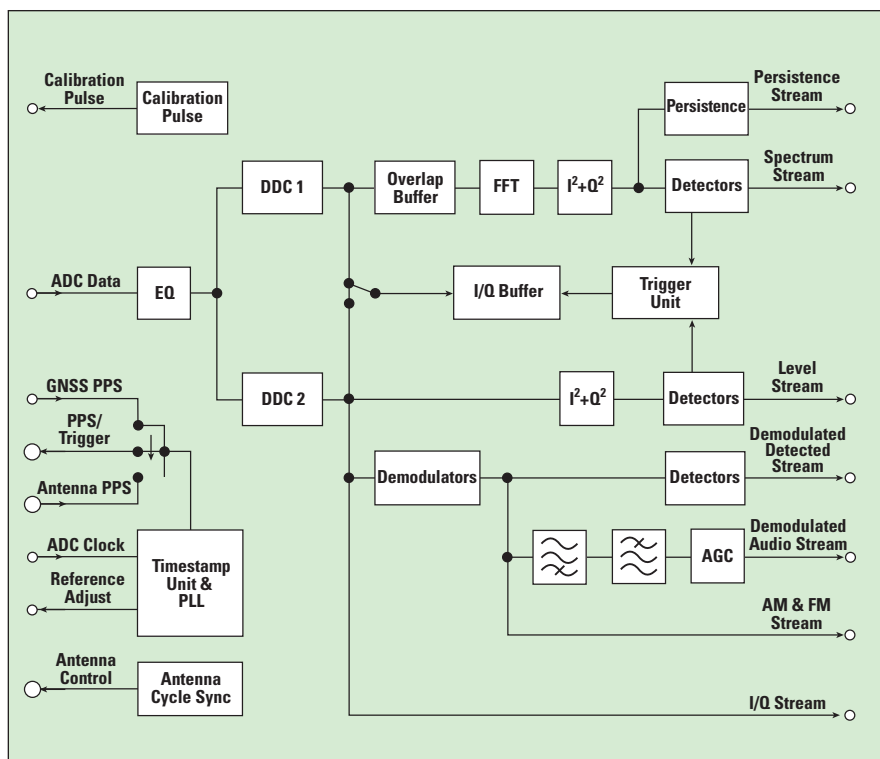 Calibration
Pulse
Calibration
Pulse
Persistence
Persistence
Stream
DDC 1
Overlap
Buffer
FFT
I²+Q²
Detectors
Spectrum
Stream
ADC Data
EQ
I/Q Buffer
Trigger
Unit
GNSS PPS
PPS/
Trigger
Antenna PPS
DDC 2
I²+Q²
Detectors
Level
Stream
Demodulators
Detectors
Demodulated
Detected Stream
ADC Clock
Reference
Adjust
Timestamp
Unit &
PLL
AGC
Demodulated
Audio Stream
AM & FM
Stream
Antenna
Control
Antenna
Cycle Sync
I/Q Stream